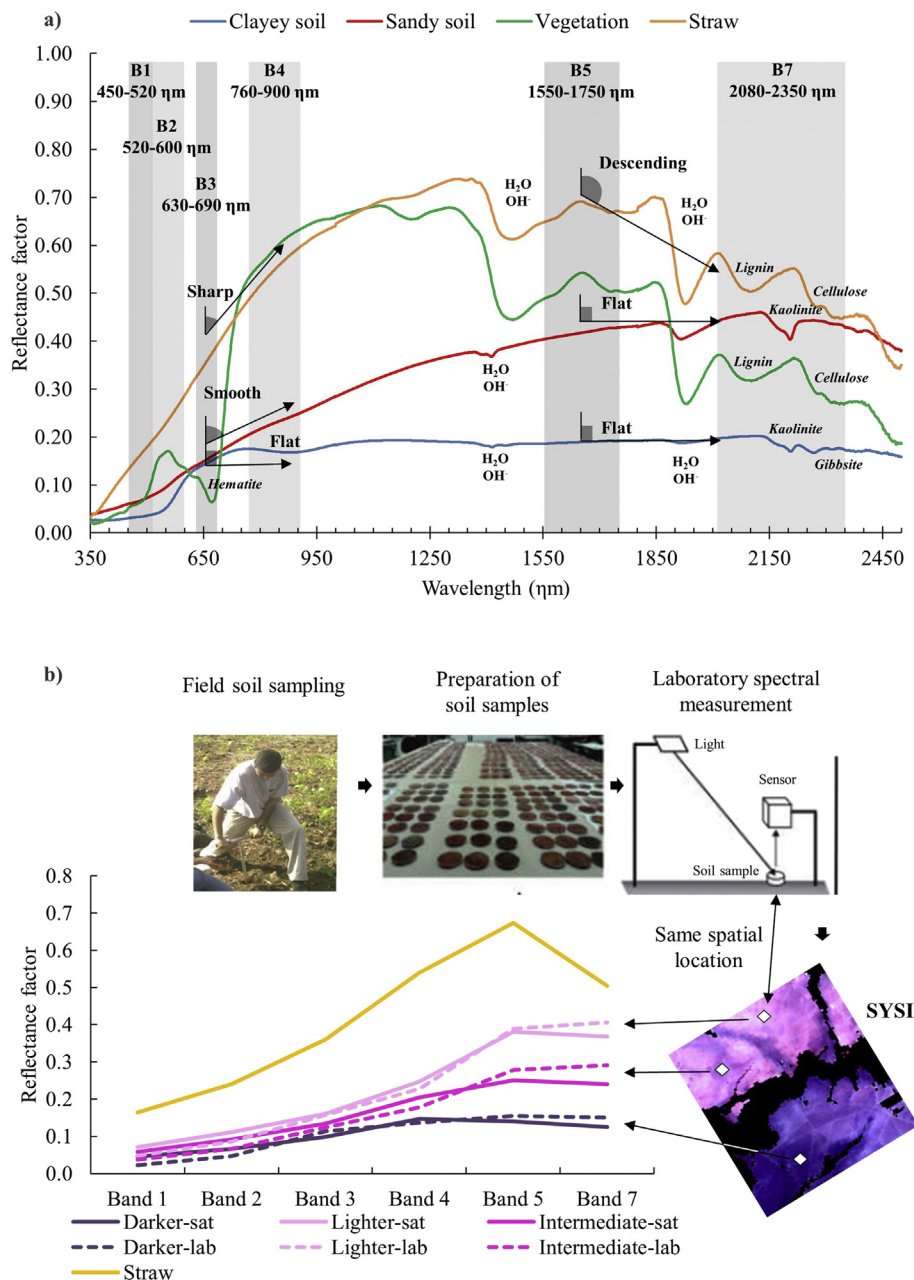 a)
Clayey soil Sandy soil Vegetation Straw
Reflectance factor
1.00
0.90
0.80
0.70
0.60
0.50
0.40
0.30
0.20
0.10
0.00
B1
450-520 ηm
B2
520-600 ηm
B3
630-690 ηm
B4
760-900 ηm
B5
1550-1750 ηm
B7
2080-2350 ηm
Sharp
Smooth
Flat
Hematite
H₂O
OH⁻
H₂O
OH⁻
H₂O
OH⁻
Descending
Flat
Flat
H₂O
OH⁻
H₂O
OH⁻
Lignin
Cellulose
Kaolinite
Lignin
Cellulose
Kaolinite
Gibbsite
350 650 950 1250 1550 1850 2150 2450
Wavelength (ηm)
b)
Field soil sampling
Preparation of
soil samples
Laboratory spectral
measurement
Light
Sensor
Soil sample
Same spatial
location
SYSI
Reflectance factor
0.8
0.7
0.6
0.5
0.4
0.3
0.2
0.1
0.0
Band 1 Band 2 Band 3 Band 4 Band 5 Band 7
Darker-sat Lighter-sat Intermediate-sat
Darker-lab Lighter-lab Intermediate-lab
Straw